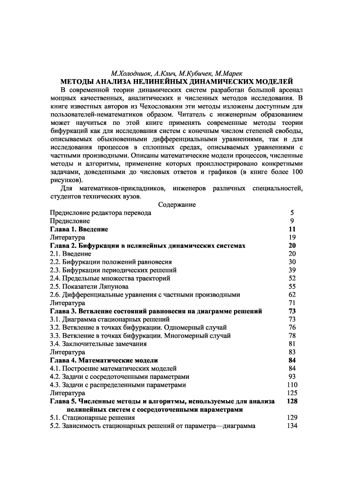 М.Холодниок, А.Клич, М.Кубичек, М.Марек
МЕТОДЫ АНАЛИЗА НЕЛИНЕЙНЫХ ДИНАМИЧЕСКИХ МОДЕЛЕЙ
В современной теории динамических систем разработан большой арсенал
мощных качественных, аналитических и численных методов исследования. В
книге известных авторов из Чехословакии эти методы изложены доступным для
пользователей-нематематиков образом. Читатель с инженерным образованием
может научиться по этой книге применять современные методы теории
бифуркаций как для исследования систем с конечным числом степеней свободы,
описываемых обыкновенными дифференциальными уравнениями, так и для
исследования процессов в сплошных средах, описываемых уравнениями с
частными производными. Описаны математические модели процессов, численные
методы и алгоритмы, применение которых проиллюстрировано конкретными
задачами, доведенными до числовых ответов и графиков (в книге более 100
рисунков).
Для математиков-прикладников, инженеров различных специальностей,
студентов технических вузов.
Содержание
Предисловие редактора перевода 5
Предисловие 9
Глава 1. Введение 11
Литература 19
Глава 2. Бифуркации в нелинейных динамических системах 20
2.1. Введение 20
2.2. Бифуркации положений равновесия 30
2.3. Бифуркации периодических решений 39
2.4. Предельные множества траекторий 52
2.5. Показатели Ляпунова 55
2.6. Дифференциальные уравнения с частными производными 62
Литература 71
Глава 3. Ветвление состояний равновесия на диаграмме решений 73
3.1. Диаграмма стационарных решений 73
3.2. Ветвление в точках бифуркации. Одномерный случай 76
3.3. Ветвление в точках бифуркации. Многомерный случай 78
3.4. Заключительные замечания 81
Литература 83
Глава 4. Математические модели 84
4.1. Построение математических моделей 84
4.2. Задачи с сосредоточенными параметрами 93
4.3. Задачи с распределенными параметрами 110
Литература 125
Глава 5. Численные методы и алгоритмы, используемые для анализа 128
нелинейных систем с сосредоточенными параметрами
5.1. Стационарные решения 129
5.2. Зависимость стационарных решений от параметра—диаграмма 134